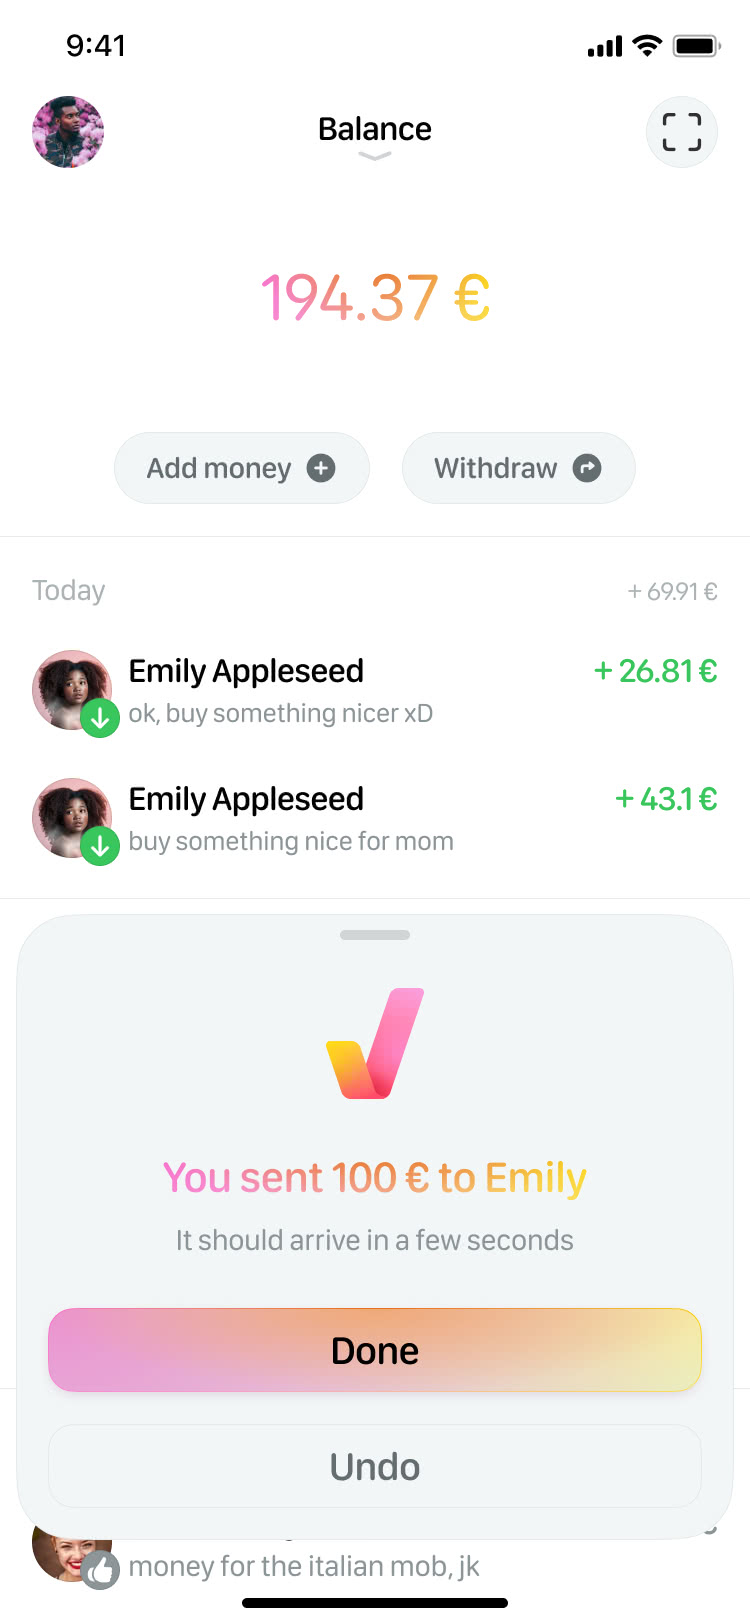 9:41
Balance
194.37 €
Add money
Withdraw
Today
+ 69.91 €
Emily Appleseed
+ 26.81 €
ok, buy something nicer xD
Emily Appleseed
+ 43.1 €
buy something nice for mom
You sent 100 € to Emily
It should arrive in a few seconds
Done
Undo
money for the italian mob, jk